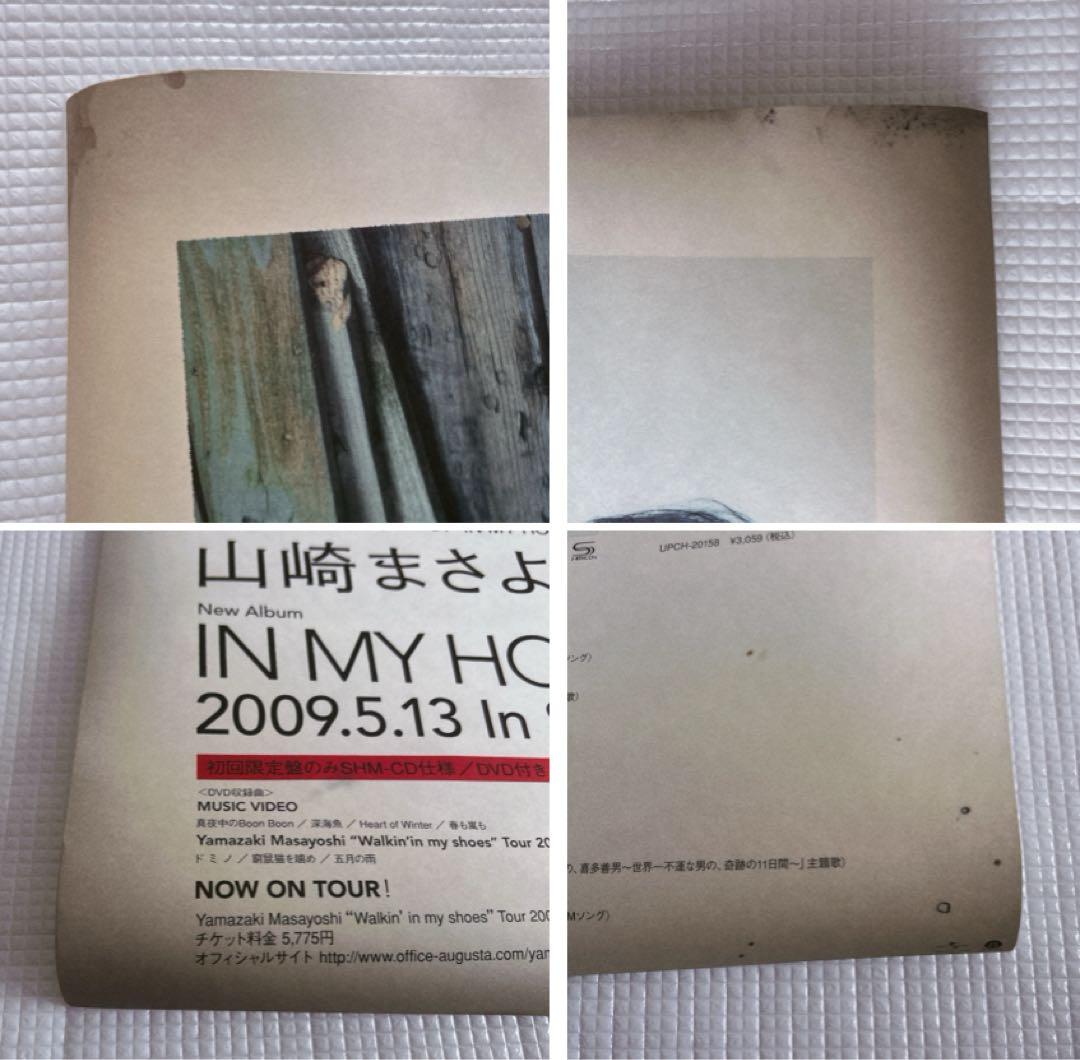 山崎まさよ
New Album
IN MY HO
2009.5.13 In
初回限定盤のみSHM-CD仕様／DVD付き
＜DVD収録曲＞
MUSIC VIDEO
真夜中のBoon Boon ／ 深海魚 ／ Heart of Winter ／ 春も嵐も
Yamazaki Masayoshi “Walkin'in my shoes” Tour 20
ドミノ ／ 窮鼠猫を噛め ／ 五月の雨
NOW ON TOUR!
Yamazaki Masayoshi “Walkin' in my shoes” Tour 200
チケット料金 5,775円
オフィシャルサイト http://www.office-augusta.com/yam
UPCH-20158 ¥3,059 (税込)
ソング）
歌）
の、喜多善男～世界一不運な男の、奇跡の11日間～」主題歌）
Mソング）